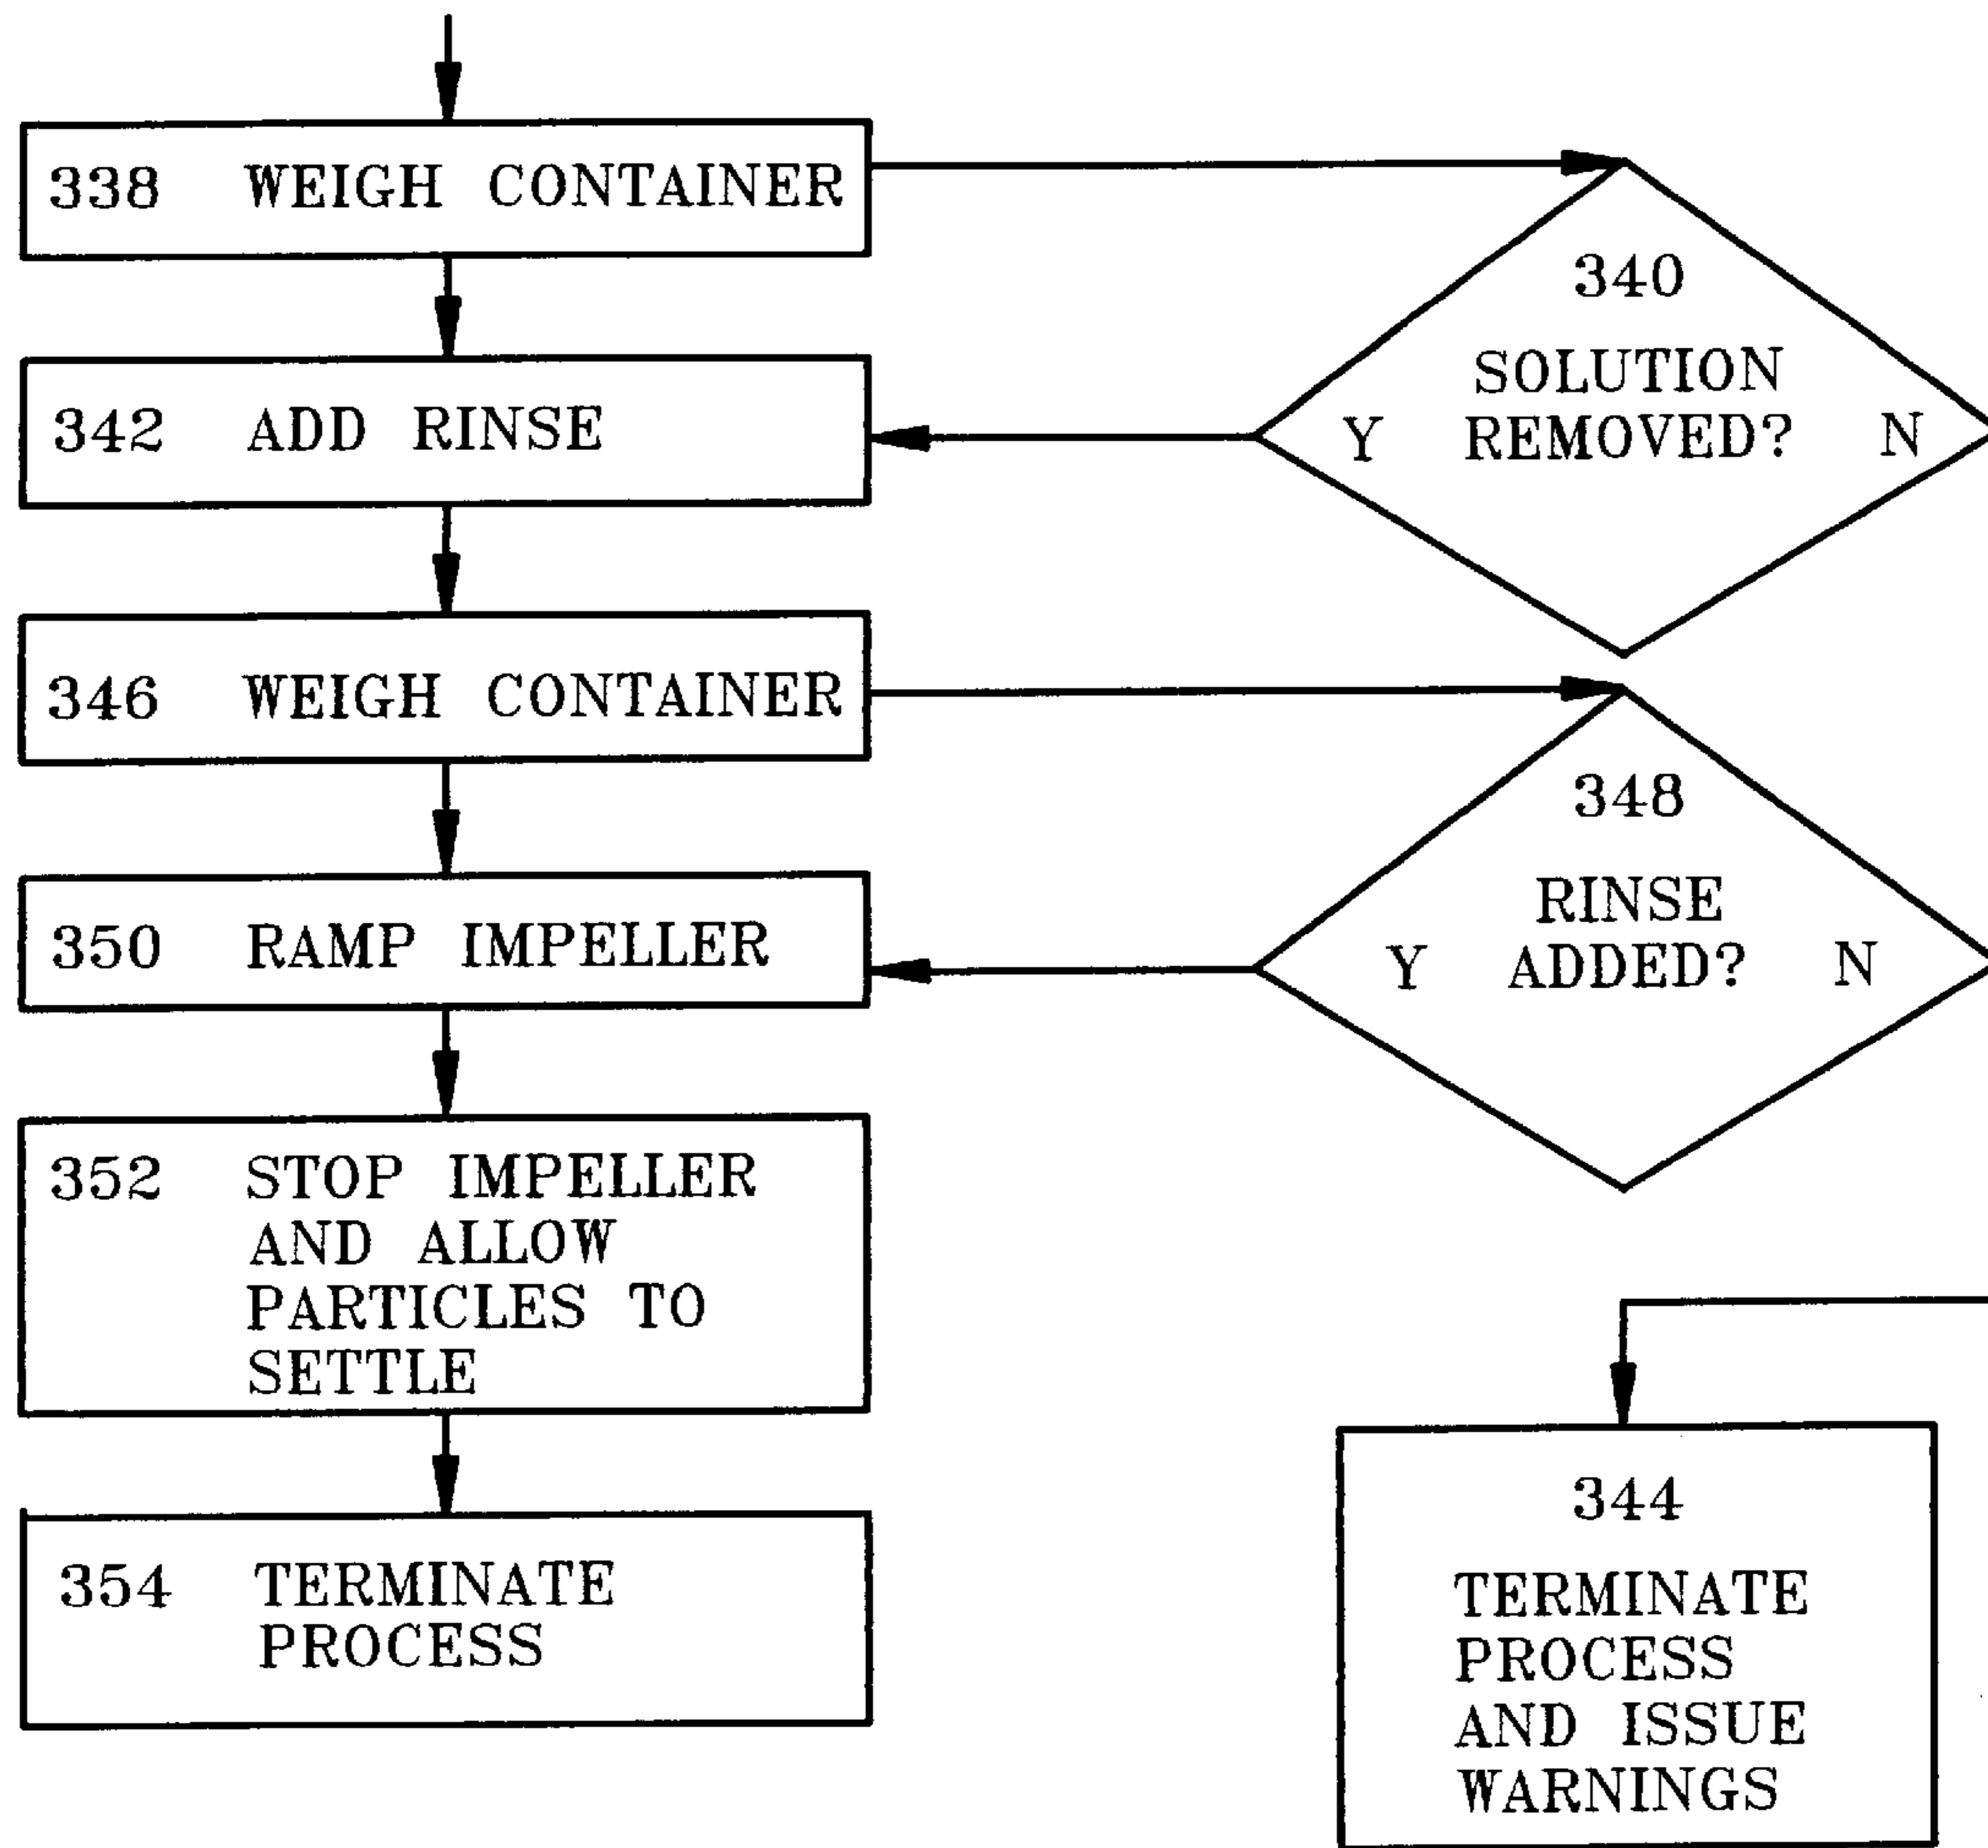 338 WEIGH CONTAINER
340
SOLUTION
Y REMOVED? N
342 ADD RINSE
346 WEIGH CONTAINER
348
RINSE
Y ADDED? N
350 RAMP IMPELLER
352 STOP IMPELLER
AND ALLOW
PARTICLES TO
SETTLE
354 TERMINATE
PROCESS
344
TERMINATE
PROCESS
AND ISSUE
WARNINGS